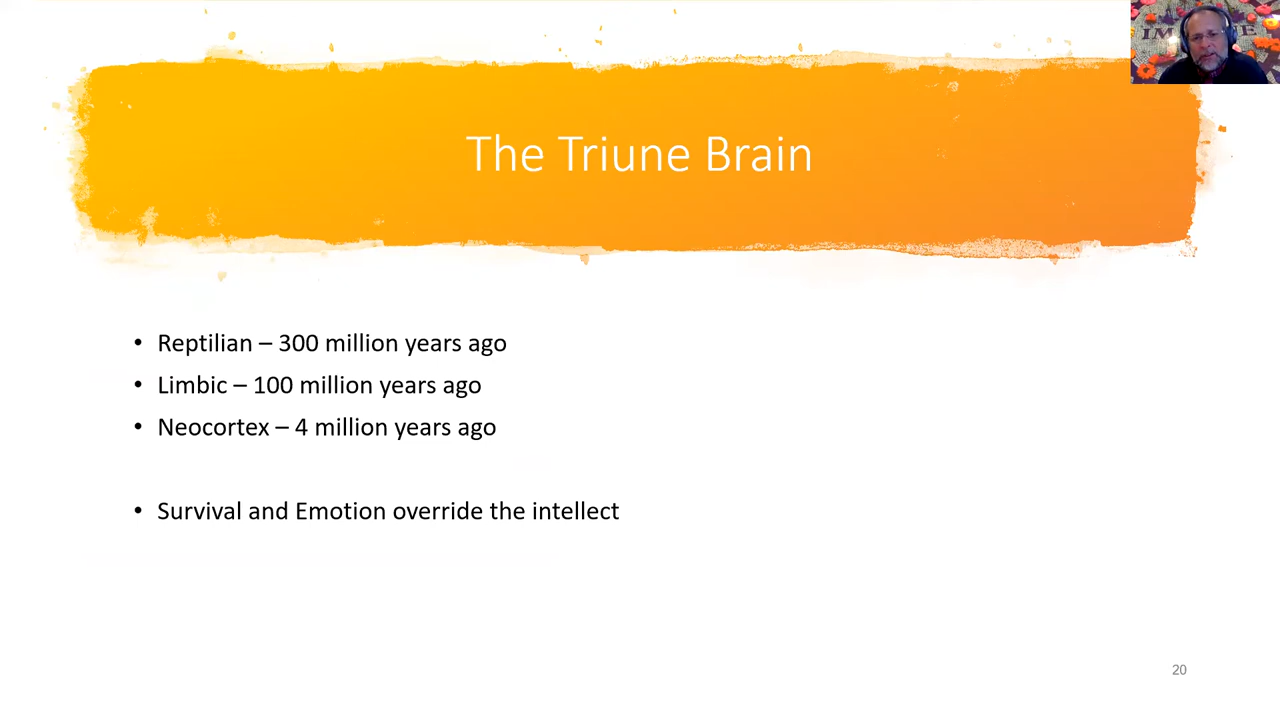 The Triune Brain
• Reptilian – 300 million years ago
• Limbic – 100 million years ago
• Neocortex – 4 million years ago
• Survival and Emotion override the intellect
20